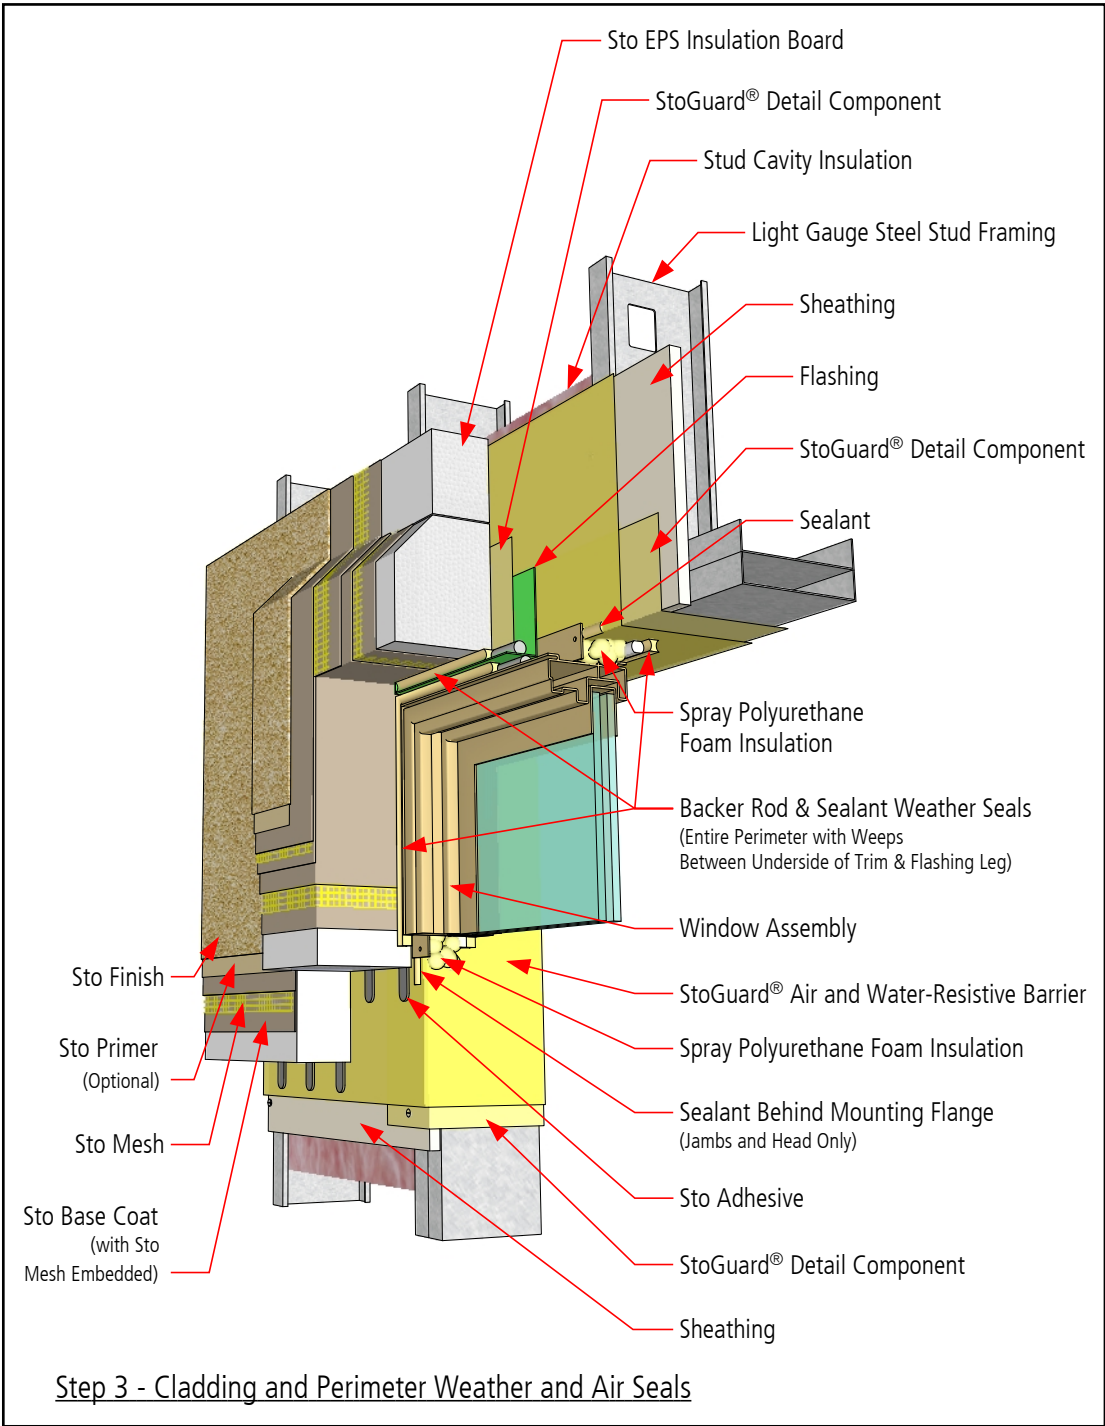 Sto EPS Insulation Board
StoGuard® Detail Component
Stud Cavity Insulation
Light Gauge Steel Stud Framing
Sheathing
Flashing
StoGuard® Detail Component
Sealant
Spray Polyurethane
Foam Insulation
Backer Rod & Sealant Weather Seals
(Entire Perimeter with Weeps
Between Underside of Trim & Flashing Leg)
Window Assembly
StoGuard® Air and Water-Resistive Barrier
Spray Polyurethane Foam Insulation
Sealant Behind Mounting Flange
(Jambs and Head Only)
Sto Adhesive
StoGuard® Detail Component
Sheathing
Sto Finish
Sto Primer
(Optional)
Sto Mesh
Sto Base Coat
(with Sto
Mesh Embedded)
Step 3 - Cladding and Perimeter Weather and Air Seals